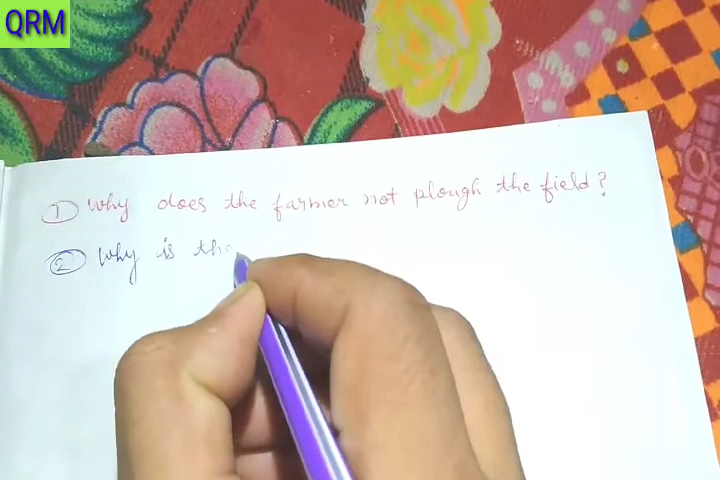 QRM
① Why does the farmer not plough the field?
② Why is the